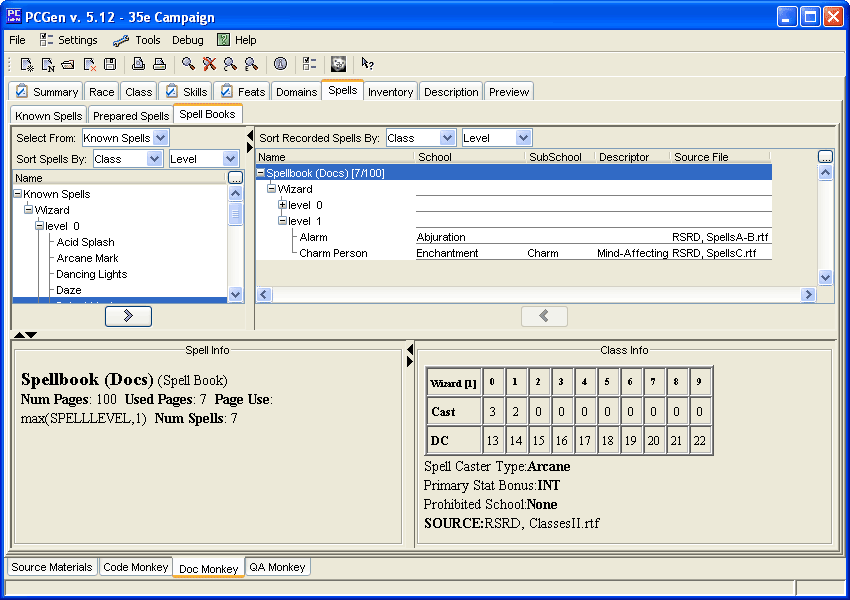 PCGen v. 5.12 - 35e Campaign
File Settings Tools Debug Help
Summary Race Class Skills Feats Domains Spells Inventory Description Preview
Known Spells Prepared Spells Spell Books
Select From: Known Spells
Sort Spells By: Class Level
Name
Known Spells
Wizard
level 0
Acid Splash
Arcane Mark
Dancing Lights
Daze
Sort Recorded Spells By: Class Level
Name School SubSchool Descriptor Source File
Spellbook (Docs) [7/100]
Wizard
level 0
level 1
Alarm Abjuration RSRD, SpellsA-B.rtf
Charm Person Enchantment Charm Mind-Affecting RSRD, SpellsC.rtf
Spell Info
Spellbook (Docs) (Spell Book)
Num Pages: 100 Used Pages: 7 Page Use:
max(SPELLLEVEL,1) Num Spells: 7
Class Info
Wizard [1] 0 1 2 3 4 5 6 7 8 9
Cast 3 2 0 0 0 0 0 0 0 0
DC 13 14 15 16 17 18 19 20 21 22
Spell Caster Type:Arcane
Primary Stat Bonus:INT
Prohibited School:None
SOURCE:RSRD, ClassesII.rtf
Source Materials Code Monkey Doc Monkey QA Monkey